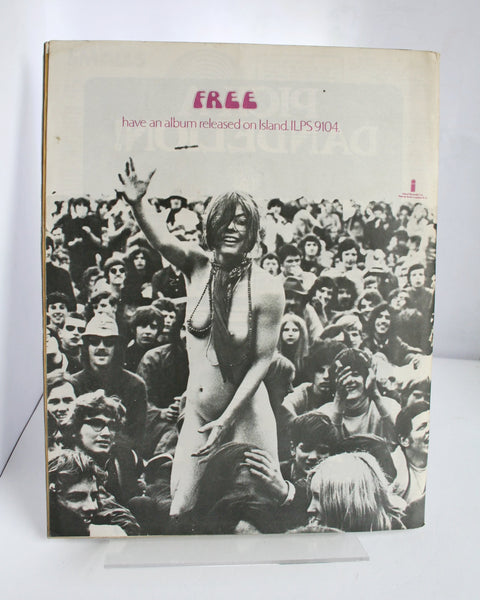 FREE
have an album released on Island. ILPS 9104.